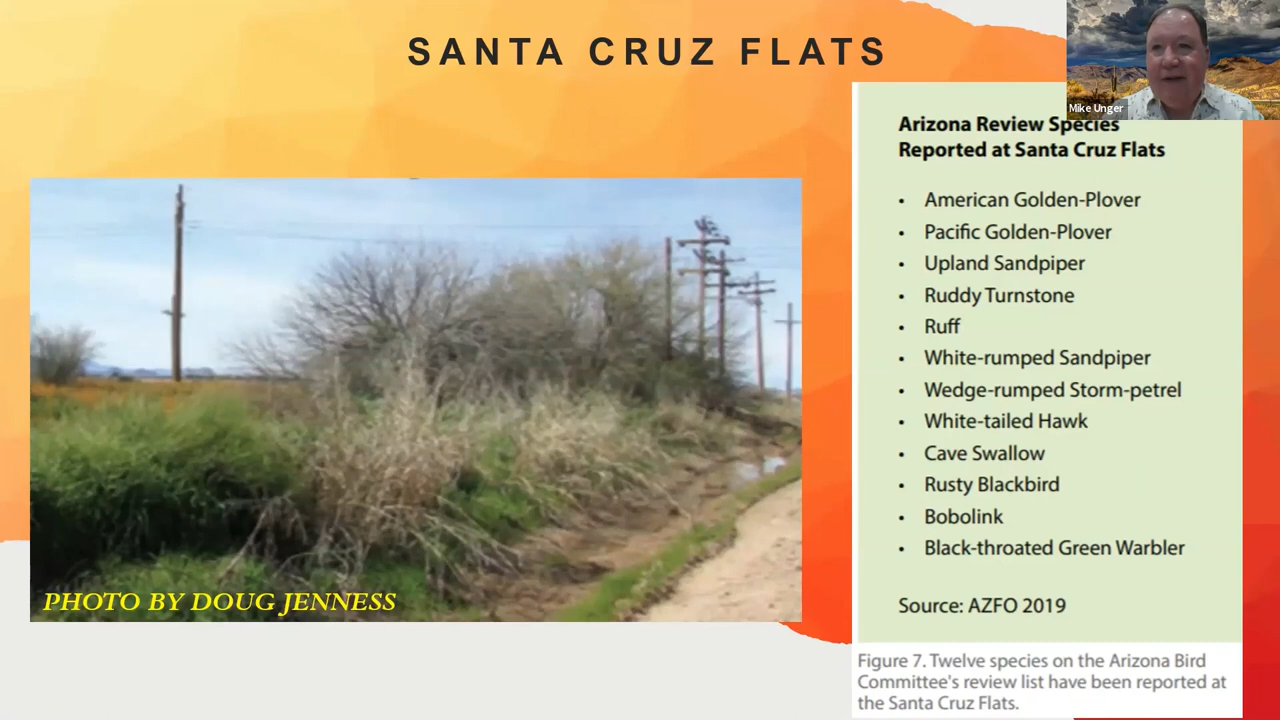 SANTA CRUZ FLATS
Mike Unger
Arizona Review Species
Reported at Santa Cruz Flats
• American Golden-Plover
• Pacific Golden-Plover
• Upland Sandpiper
• Ruddy Turnstone
• Ruff
• White-rumped Sandpiper
• Wedge-rumped Storm-petrel
• White-tailed Hawk
• Cave Swallow
• Rusty Blackbird
• Bobolink
• Black-throated Green Warbler
Source: AZFO 2019
PHOTO BY DOUG JENNESS
Figure 7. Twelve species on the Arizona Bird
Committee's review list have been reported at
the Santa Cruz Flats.